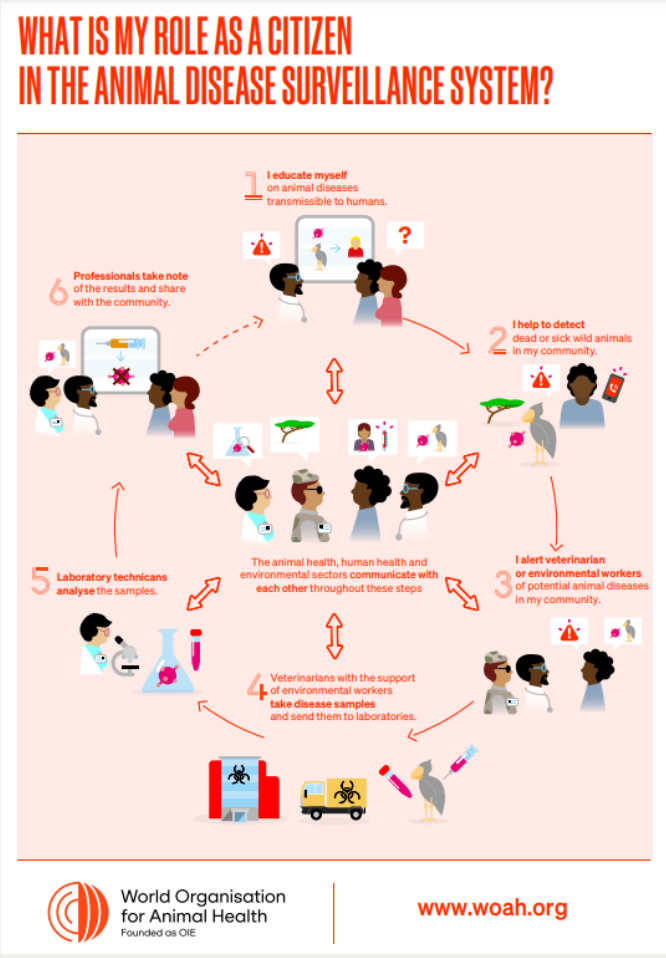 WHAT IS MY ROLE AS A CITIZEN
IN THE ANIMAL DISEASE SURVEILLANCE SYSTEM?
1 I educate myself
on animal diseases
transmissible to humans.
?
6 Professionals take note
of the results and share
with the community.
2 I help to detect
dead or sick wild animals
in my community.
The animal health, human health and
environmental sectors communicate with
each other throughout these steps
3 I alert veterinarian
or environmental workers
of potential animal diseases
in my community.
5 Laboratory technicans
analyse the samples.
4 Veterinarians with the support
of environmental workers
take disease samples
and send them to laboratories.
World Organisation
for Animal Health
Founded as OIE
www.woah.org